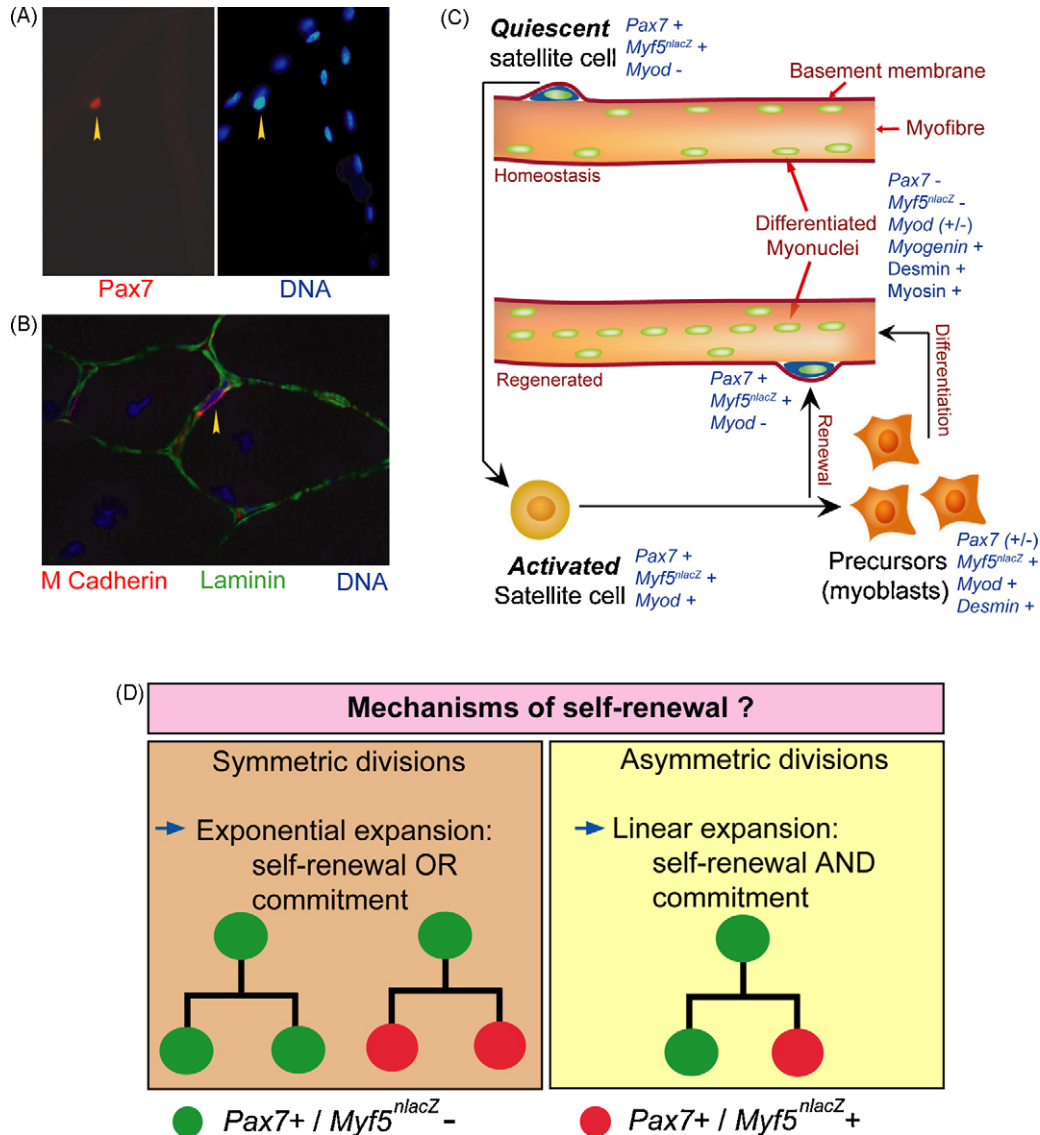 (A)
Pax7
DNA
(B)
M Cadherin
Laminin
DNA
(C)
Quiescent
satellite cell
Pax7 +
Myf5nlacZ +
Myod -
Basement membrane
Myofibre
Homeostasis
Differentiated
Myonuclei
Pax7 -
Myf5nlacZ -
Myod (+/-)
Myogenin +
Desmin +
Myosin +
Regenerated
Pax7 +
Myf5nlacZ +
Myod -
Renewal
Differentiation
Activated
Satellite cell
Pax7 +
Myf5nlacZ +
Myod +
Precursors
(myoblasts)
Pax7 (+/-)
Myf5nlacZ +
Myod +
Desmin +
(D)
Mechanisms of self-renewal ?
Symmetric divisions
Exponential expansion:
self-renewal OR
commitment
Asymmetric divisions
Linear expansion:
self-renewal AND
commitment
Pax7+ / Myf5nlacZ -
Pax7+ / Myf5nlacZ +